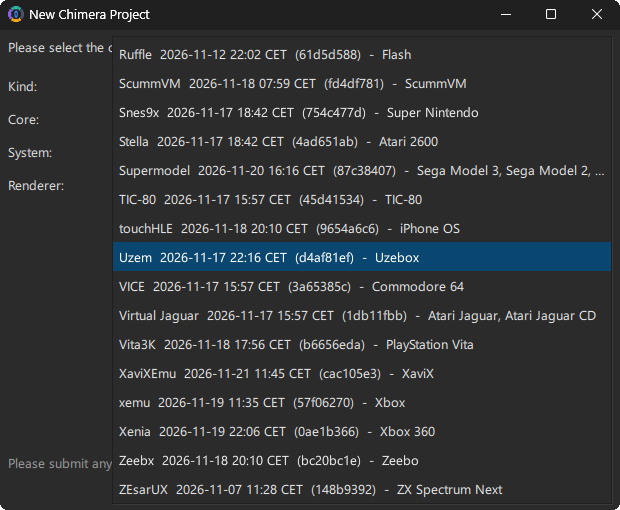 New Chimera Project
Please select the c
Kind:
Core:
System:
Renderer:
Please submit any
Ruffle 2026-11-12 22:02 CET (61d5d588) - Flash
ScummVM 2026-11-18 07:59 CET (fd4df781) - ScummVM
Snes9x 2026-11-17 18:42 CET (754c477d) - Super Nintendo
Stella 2026-11-17 18:42 CET (4ad651ab) - Atari 2600
Supermodel 2026-11-20 16:16 CET (87c38407) - Sega Model 3, Sega Model 2, ...
TIC-80 2026-11-17 15:57 CET (45d41534) - TIC-80
touchHLE 2026-11-18 20:10 CET (9654a6c6) - iPhone OS
Uzem 2026-11-17 22:16 CET (d4af81ef) - Uzebox
VICE 2026-11-17 15:57 CET (3a65385c) - Commodore 64
Virtual Jaguar 2026-11-17 15:57 CET (1db11fbb) - Atari Jaguar, Atari Jaguar CD
Vita3K 2026-11-18 17:56 CET (b6656eda) - PlayStation Vita
XaviXEmu 2026-11-21 11:45 CET (cac105e3) - XaviX
xemu 2026-11-19 11:35 CET (57f06270) - Xbox
Xenia 2026-11-19 22:06 CET (0ae1b366) - Xbox 360
Zeebx 2026-11-18 20:10 CET (bc20bc1e) - Zeebo
ZEsarUX 2026-11-07 11:28 CET (148b9392) - ZX Spectrum Next